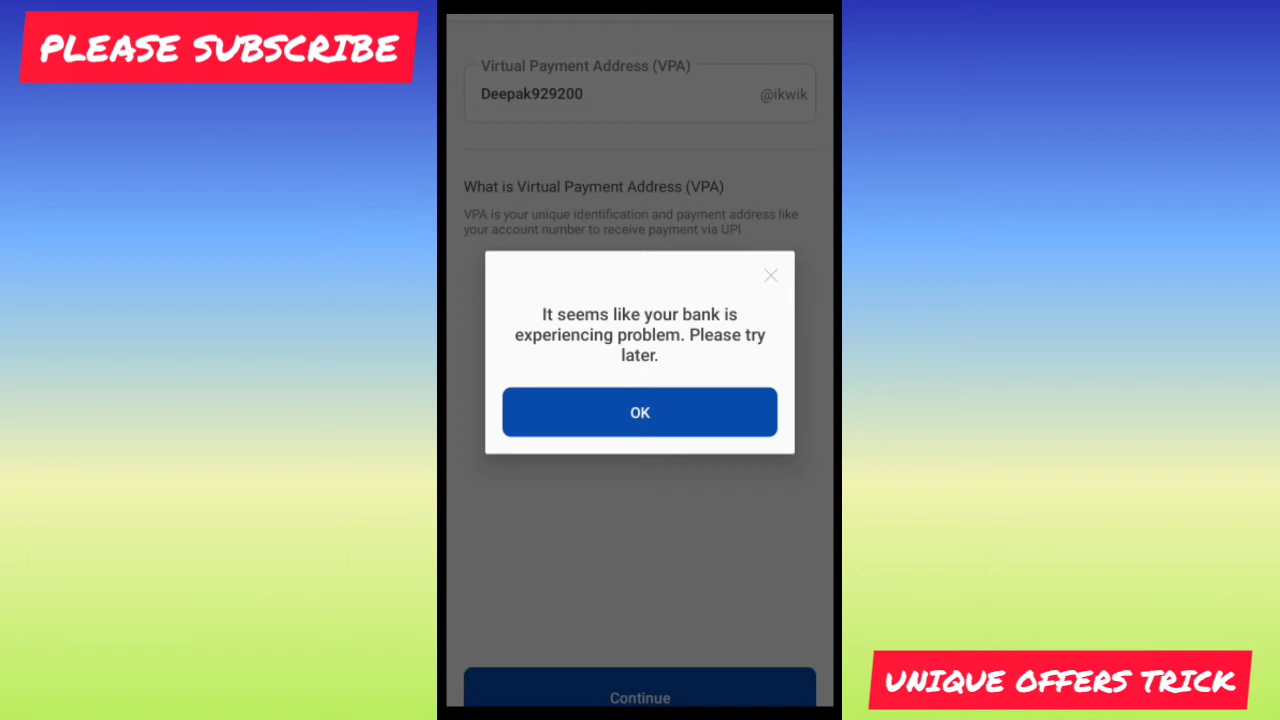 PLEASE SUBSCRIBE
Virtual Payment Address (VPA)
Deepak929200 @ikwik
What is Virtual Payment Address (VPA)
VPA is your unique identification and payment address like
your account number to receive payment via UPI
It seems like your bank is
experiencing problem. Please try
later.
OK
Continue
UNIQUE OFFERS TRICK